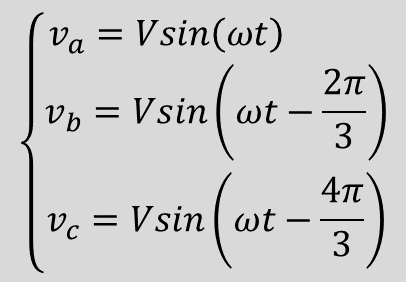 v_a = Vsin(ωt)
v_b = Vsin(ωt − 2π/3)
v_c = Vsin(ωt − 4π/3)